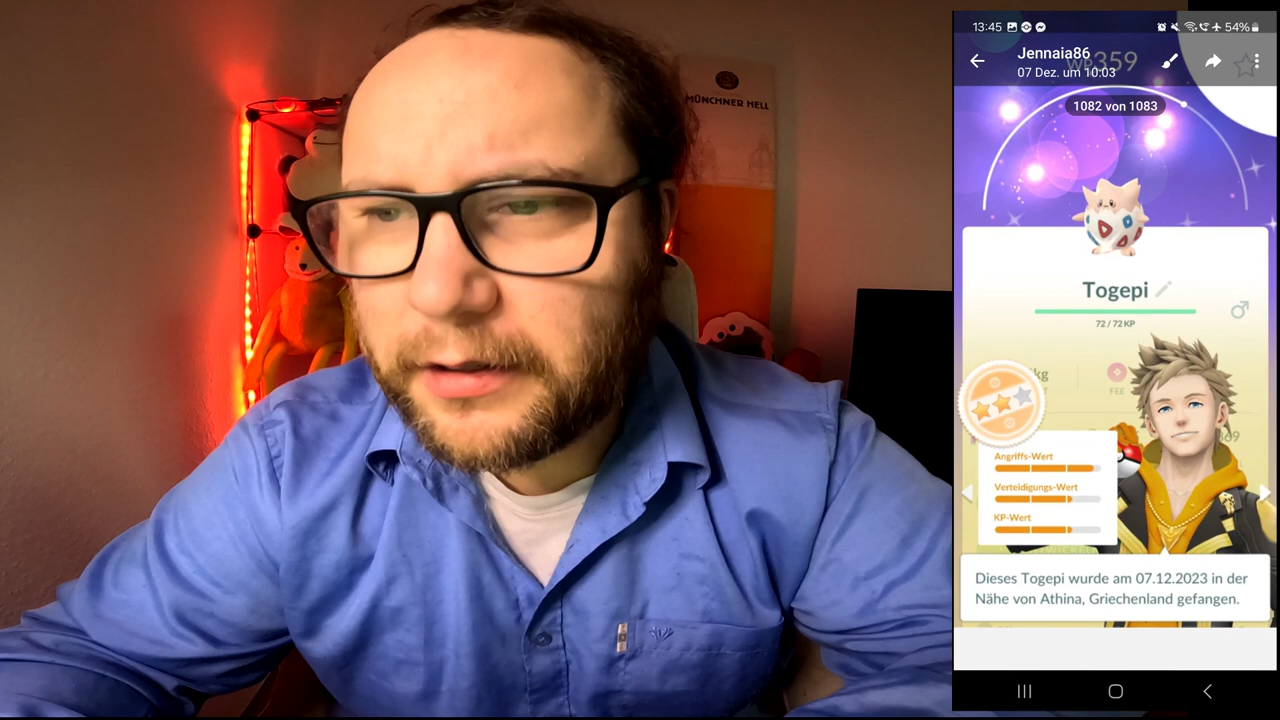 MÜNCHNER HELL
13:45
54%
Jennaia86
WP359
07 Dez. um 10:03
1082 von 1083
Togepi
72 / 72 KP
kg
FEE
Angriffs-Wert
Verteidigungs-Wert
KP-Wert
Dieses Togepi wurde am 07.12.2023 in der
Nähe von Athina, Griechenland gefangen.